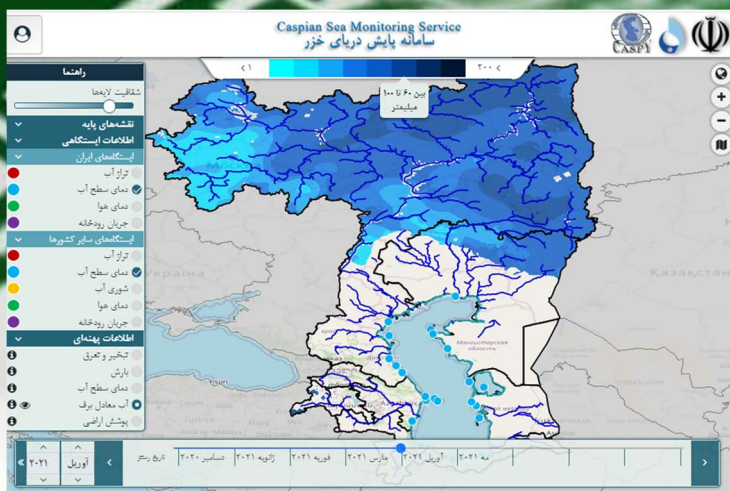 Caspian Sea Monitoring Service
سامانه پایش دریای خزر
CASPY
< ۱
۲۰۰ >
بین ۶۰ تا ۱۰۰
میلیمتر
راهنما
شفافیت لایه‌ها
نقشه‌های پایه
اطلاعات ایستگاهی
ایستگاه‌های ایران
تراز آب
دمای سطح آب
دمای هوا
جریان رودخانه
ایستگاه‌های سایر کشورها
تراز آب
دمای سطح آب
شوری آب
دمای هوا
جریان رودخانه
اطلاعات پهنه‌ای
تبخیر و تعرق
بارش
دمای سطح آب
آب معادل برف
پوشش اراضی
Україна
Казахстан
Мангистауская
область
۲۰۲۱
آوریل
دسامبر ۲۰۲۰
ژانویه ۲۰۲۱
فوریه ۲۰۲۱
مارس ۲۰۲۱
آوریل ۲۰۲۱
مه ۲۰۲۱